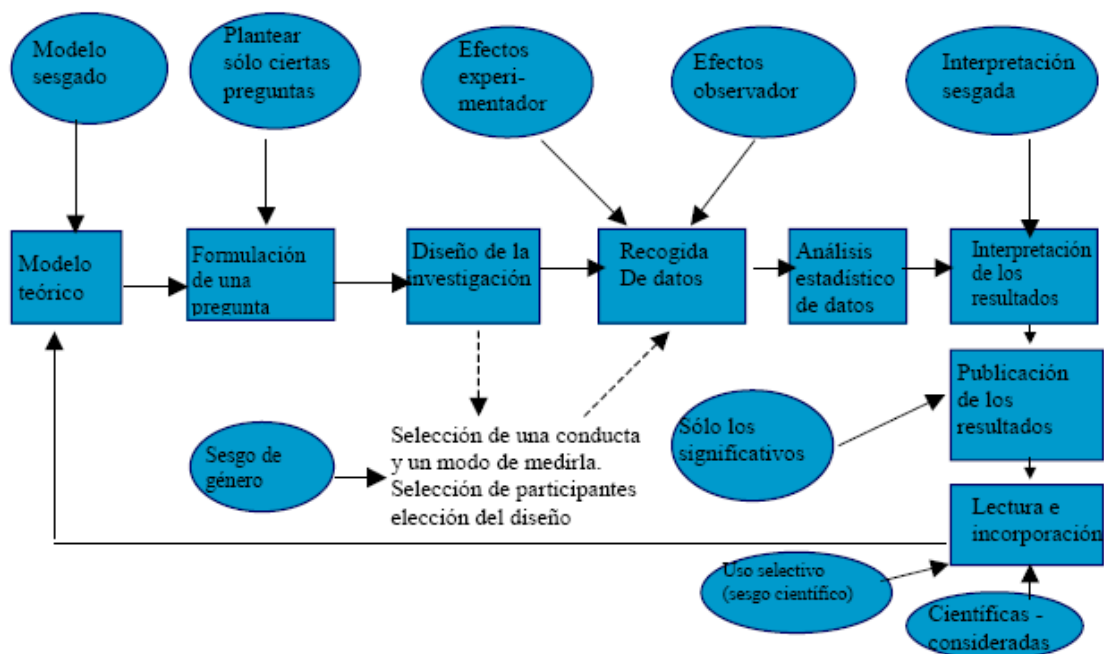 Modelo
sesgado
Plantear
sólo ciertas
preguntas
Efectos
experi-
mentador
Efectos
observador
Interpretación
sesgada
Modelo
teórico
Formulación
de una
pregunta
Diseño de la
investigación
Recogida
De datos
Análisis
estadístico
de datos
Interpretación
de los
resultados
Publicación
de los
resultados
Sesgo de
género
Selección de una conducta
y un modo de medirla.
Selección de participantes
elección del diseño
Sólo los
significativos
Lectura e
incorporación
Uso selectivo
(sesgo científico)
Científicas -
consideradas